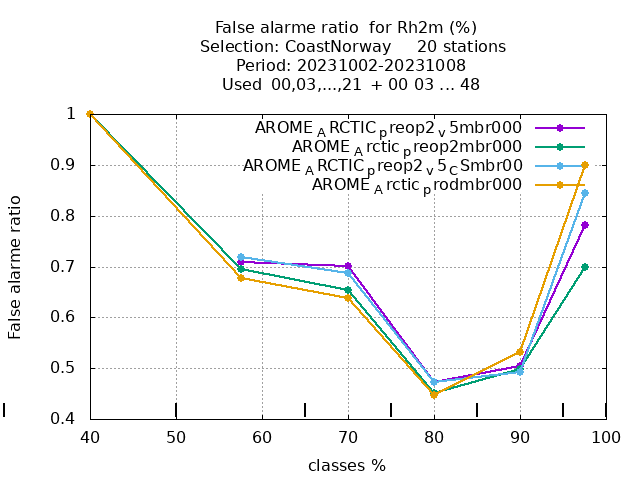 False alarme ratio  for Rh2m (%)
Selection: CoastNorway     20 stations
Period: 20231002-20231008
Used  00,03,...,21  + 00 03 ... 48
AROME_ARCTIC_preop2_v5mbr000
AROME_Arctic_preop2mbr000
AROME_ARCTIC_preop2_v5_CSmbr00
AROME_Arctic_prodmbr000
1
0.9
0.8
0.7
0.6
0.5
0.4
False alarme ratio
40 50 60 70 80 90 100
classes %